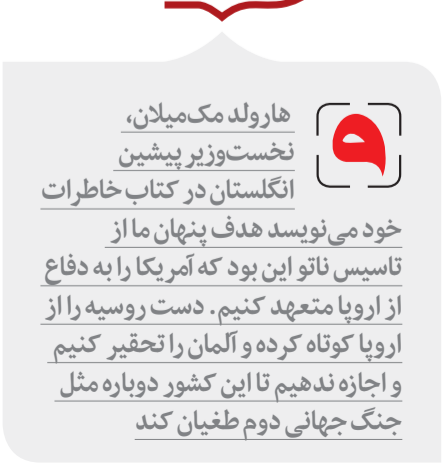 هارولد مک‌میلان،
نخست‌وزیر پیشین
انگلستان در کتاب خاطرات
خود می‌نویسد هدف پنهان ما از
تاسیس ناتو این بود که آمریکا را به دفاع
از اروپا متعهد کنیم. دست روسیه را از
اروپا کوتاه کرده و آلمان را تحقیر کنیم
و اجازه ندهیم تا این کشور دوباره مثل
جنگ جهانی دوم طغیان کند